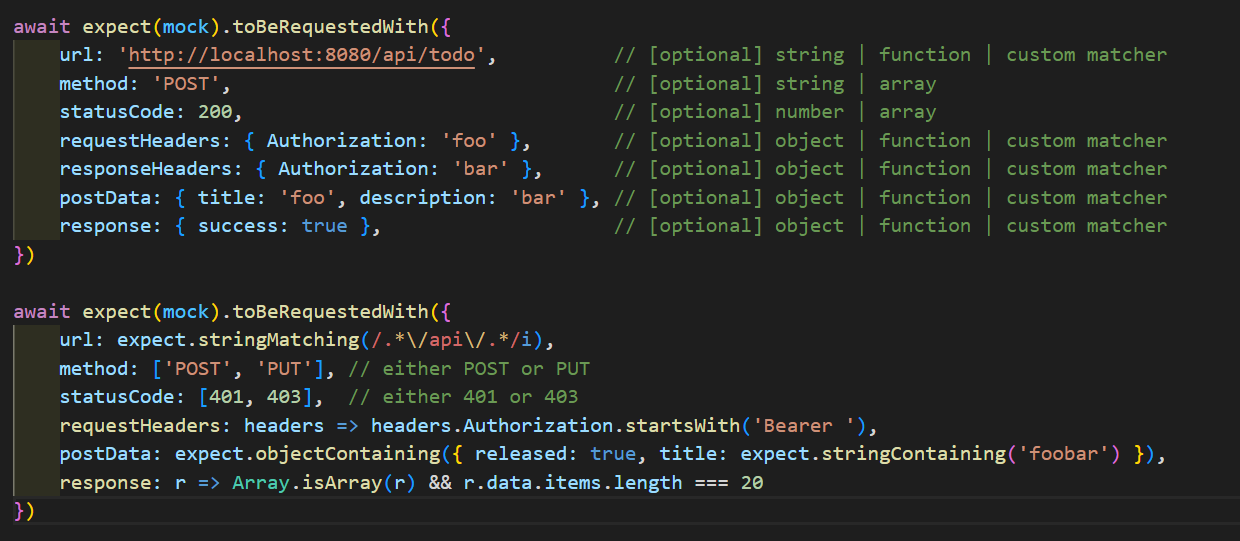 await expect(mock).toBeRequestedWith({
    url: 'http://localhost:8080/api/todo',          // [optional] string | function | custom matcher
    method: 'POST',                                 // [optional] string | array
    statusCode: 200,                                // [optional] number | array
    requestHeaders: { Authorization: 'foo' },       // [optional] object | function | custom matcher
    responseHeaders: { Authorization: 'bar' },      // [optional] object | function | custom matcher
    postData: { title: 'foo', description: 'bar' }, // [optional] object | function | custom matcher
    response: { success: true },                    // [optional] object | function | custom matcher
})

await expect(mock).toBeRequestedWith({
    url: expect.stringMatching(/.*\/api\/.*/i),
    method: ['POST', 'PUT'], // either POST or PUT
    statusCode: [401, 403],  // either 401 or 403
    requestHeaders: headers => headers.Authorization.startsWith('Bearer '),
    postData: expect.objectContaining({ released: true, title: expect.stringContaining('foobar') }),
    response: r => Array.isArray(r) && r.data.items.length === 20
})